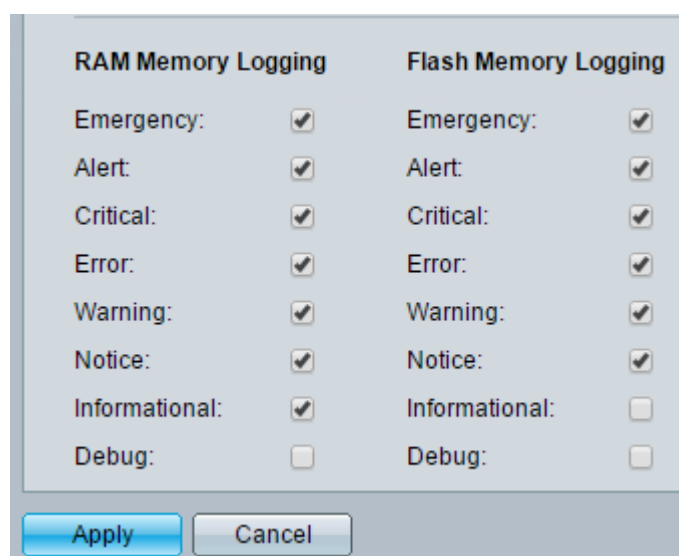 RAM Memory Logging Flash Memory Logging
Emergency: Emergency:
Alert: Alert:
Critical: Critical:
Error: Error:
Warning: Warning:
Notice: Notice:
Informational: Informational:
Debug: Debug:
Apply Cancel